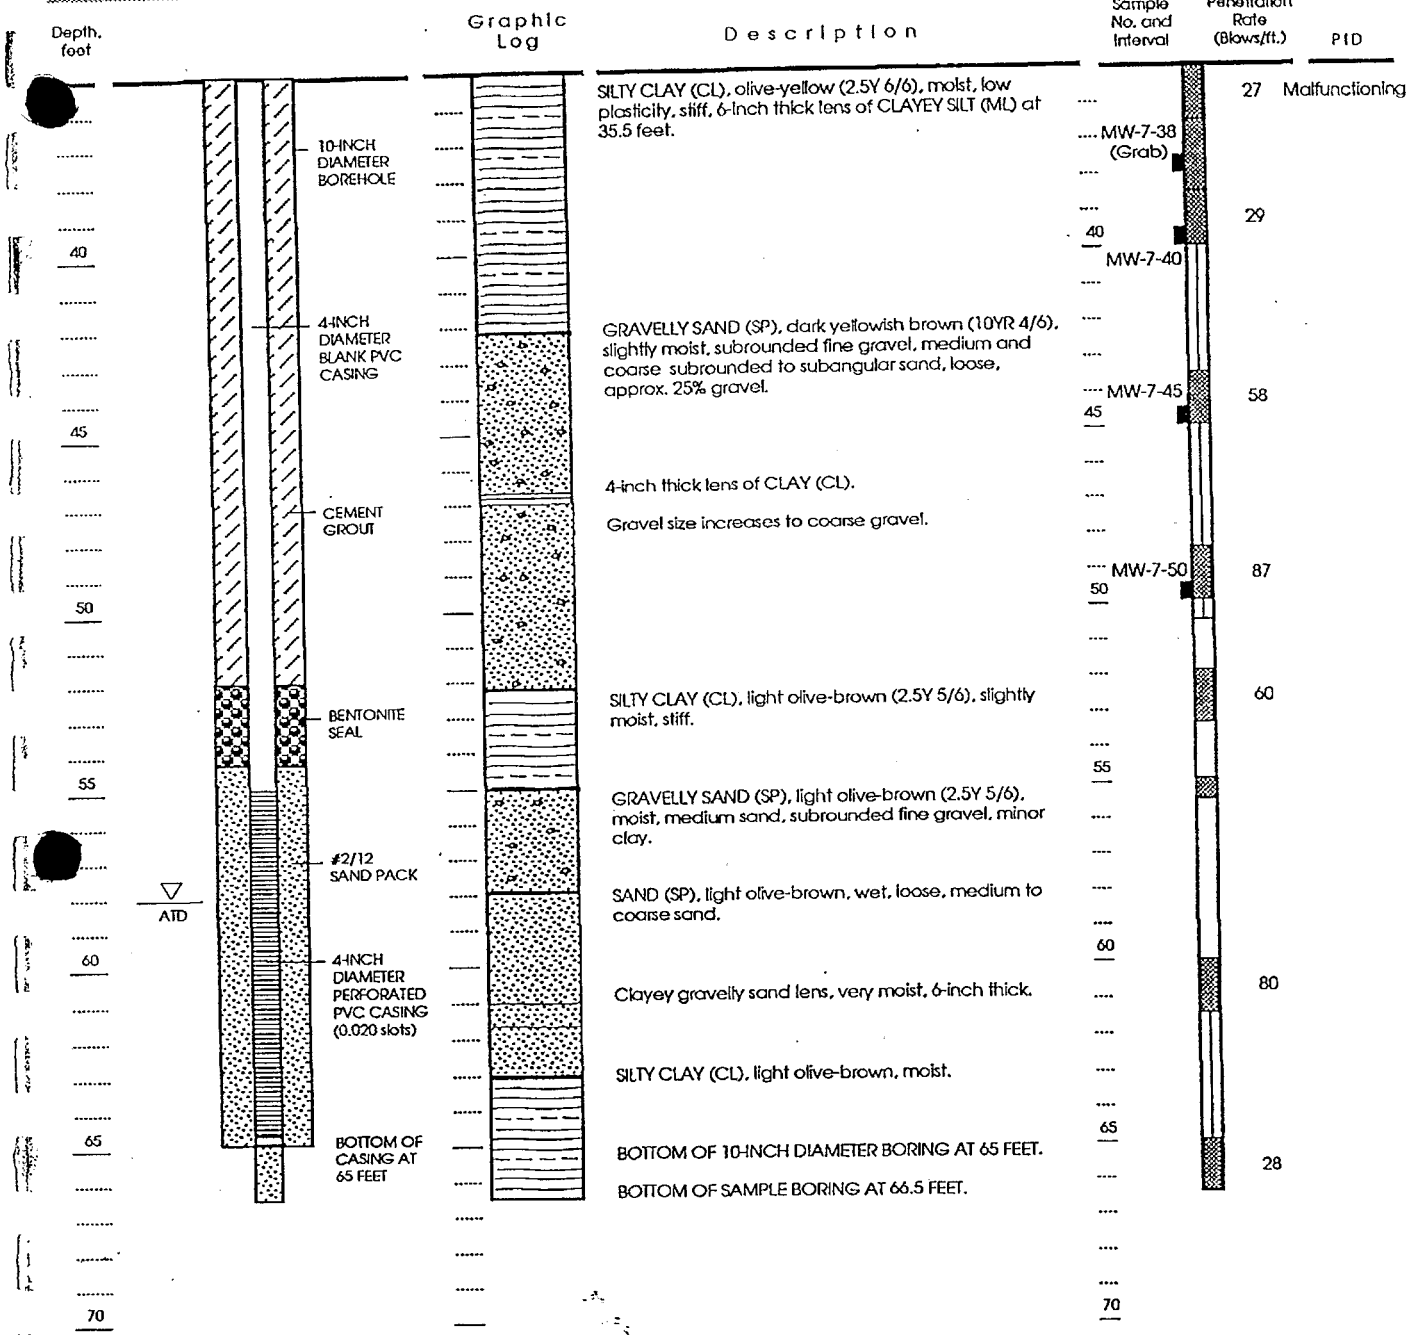 Depth,
foot
Graphic
Log
Description
Sample
No. and
Interval
Penetration
Rate
(Blows/ft.)
PID
SILTY CLAY (CL), olive-yellow (2.5Y 6/6), moist, low
plasticity, stiff, 6-inch thick lens of CLAYEY SILT (ML) at
35.5 feet.
27 Malfunctioning
MW-7-38
(Grab)
10-INCH
DIAMETER
BOREHOLE
29
40
40
MW-7-40
4-INCH
DIAMETER
BLANK PVC
CASING
GRAVELLY SAND (SP), dark yellowish brown (10YR 4/6),
slightly moist, subrounded fine gravel, medium and
coarse subrounded to subangular sand, loose,
approx. 25% gravel.
MW-7-45
58
45
45
4-inch thick lens of CLAY (CL).
CEMENT
GROUT
Gravel size increases to coarse gravel.
MW-7-50
87
50
50
BENTONITE
SEAL
SILTY CLAY (CL), light olive-brown (2.5Y 5/6), slightly
moist, stiff.
60
55
55
GRAVELLY SAND (SP), light olive-brown (2.5Y 5/6),
moist, medium sand, subrounded fine gravel, minor
clay.
#2/12
SAND PACK
ATD
SAND (SP), light olive-brown, wet, loose, medium to
coarse sand.
60
60
4-INCH
DIAMETER
PERFORATED
PVC CASING
(0.020 slots)
Clayey gravelly sand lens, very moist, 6-inch thick.
80
SILTY CLAY (CL), light olive-brown, moist.
65
65
BOTTOM OF
CASING AT
65 FEET
BOTTOM OF 10-INCH DIAMETER BORING AT 65 FEET.
28
BOTTOM OF SAMPLE BORING AT 66.5 FEET.
70
70